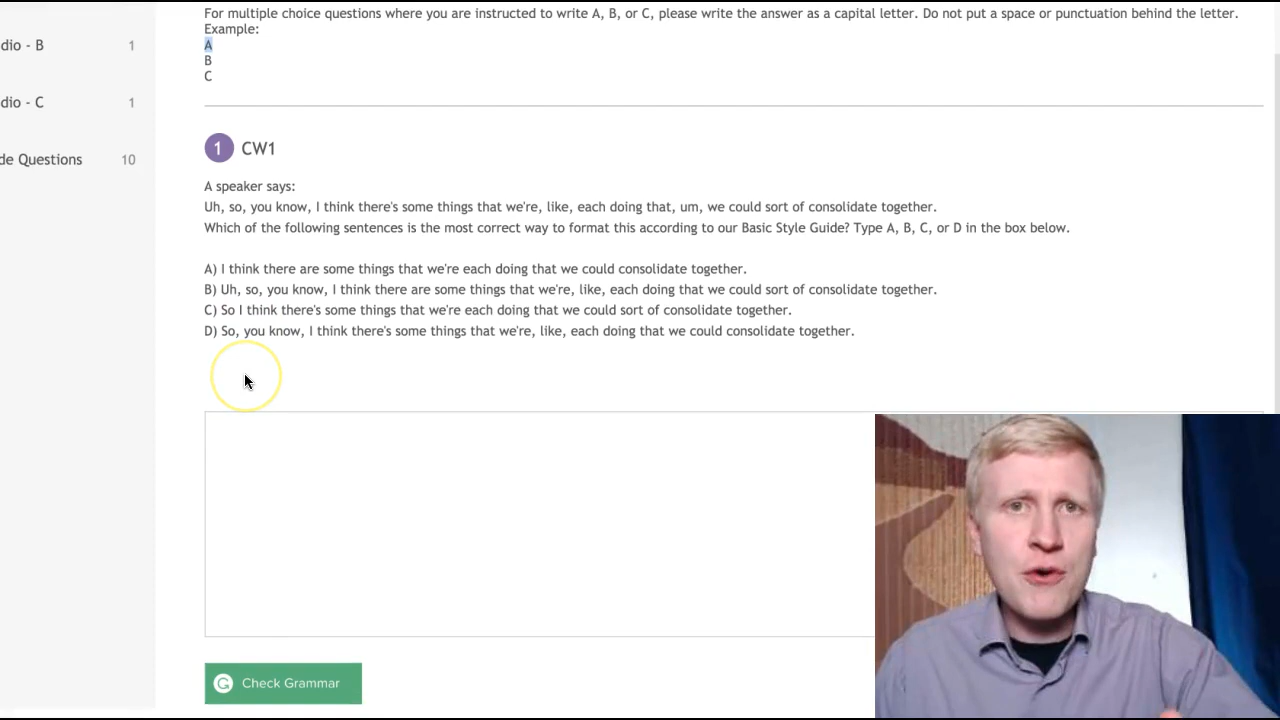 For multiple choice questions where you are instructed to write A, B, or C, please write the answer as a capital letter. Do not put a space or punctuation behind the letter.
Example:
A
B
C
dio - B 1
dio - C 1
de Questions 10
1 CW1
A speaker says:
Uh, so, you know, I think there's some things that we're, like, each doing that, um, we could sort of consolidate together.
Which of the following sentences is the most correct way to format this according to our Basic Style Guide? Type A, B, C, or D in the box below.
A) I think there are some things that we're each doing that we could consolidate together.
B) Uh, so, you know, I think there are some things that we're, like, each doing that we could sort of consolidate together.
C) So I think there's some things that we're each doing that we could sort of consolidate together.
D) So, you know, I think there's some things that we're, like, each doing that we could consolidate together.
Check Grammar